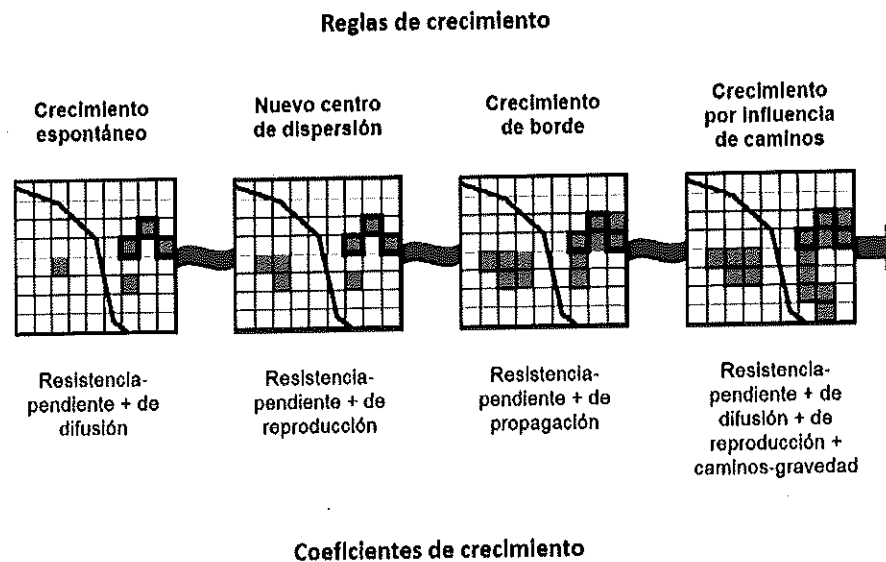 Reglas de crecimiento
Crecimiento
espontáneo
Nuevo centro
de dispersión
Crecimiento
de borde
Crecimiento
por influencia
de caminos
Resistencia-
pendiente + de
difusión
Resistencia-
pendiente + de
reproducción
Resistencia-
pendiente + de
propagación
Resistencia-
pendiente + de
difusión + de
reproducción +
caminos-gravedad
Coeficientes de crecimiento